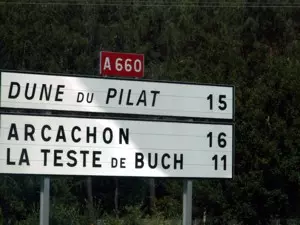 A 660
DUNE DU PILAT 15
ARCACHON 16
LA TESTE DE BUCH 11